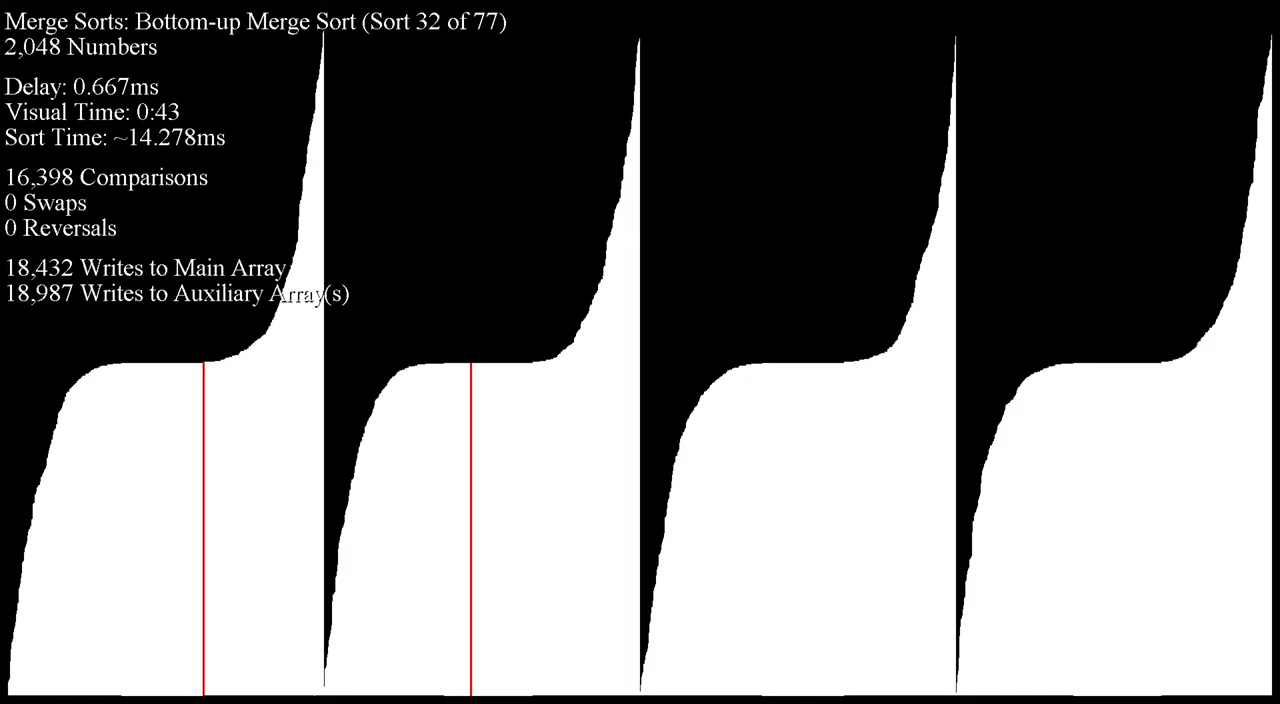 Merge Sorts: Bottom-up Merge Sort (Sort 32 of 77)
2,048 Numbers
Delay: 0.667ms
Visual Time: 0:43
Sort Time: ~14.278ms
16,398 Comparisons
0 Swaps
0 Reversals
18,432 Writes to Main Array
18,987 Writes to Auxiliary Array(s)